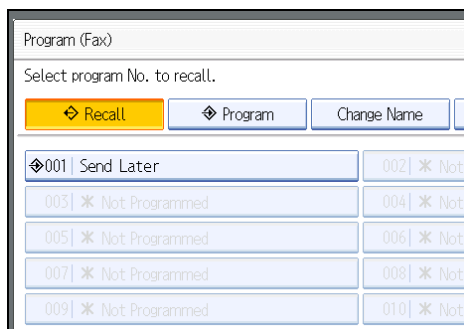 Program (Fax)
Select program No. to recall.
Recall Program Change Name
001 Send Later 002 Not
003 Not Programmed 004 Not
005 Not Programmed 006 Not
007 Not Programmed 008 Not
009 Not Programmed 010 Not